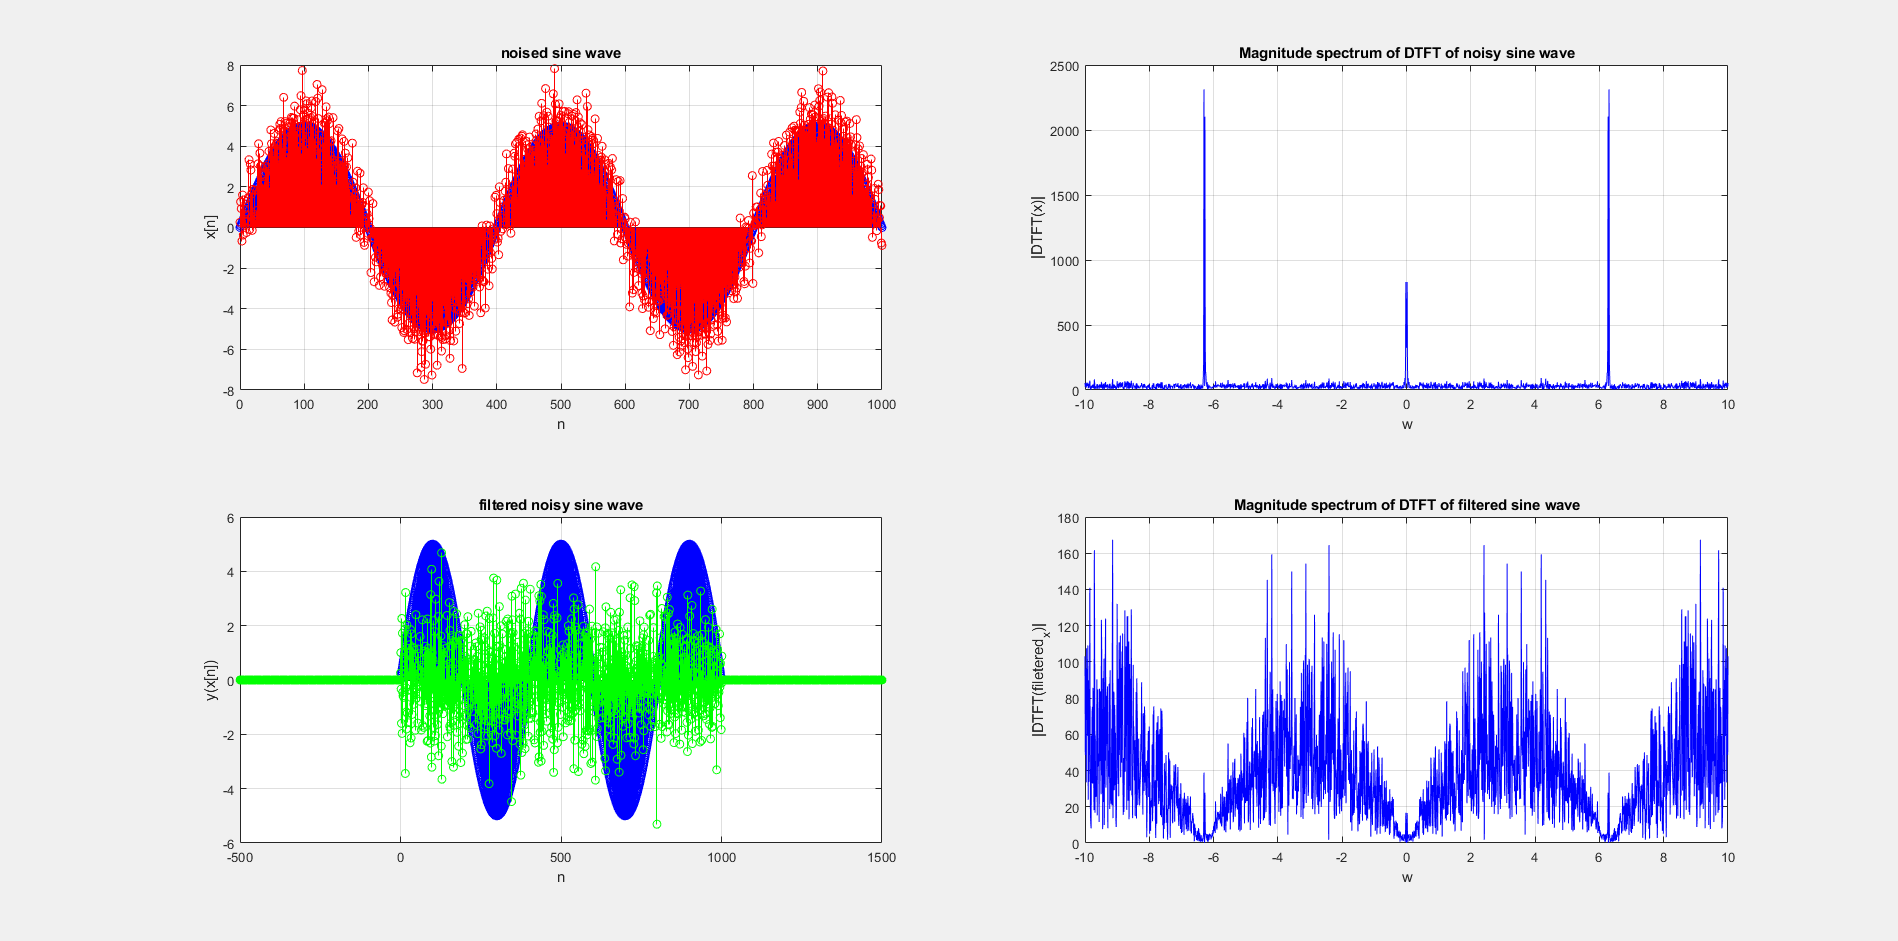 noised sine wave
8
6
4
2
0
-2
-4
-6
-8
x[n]
0 100 200 300 400 500 600 700 800 900 1000
n
Magnitude spectrum of DTFT of noisy sine wave
2500
2000
1500
1000
500
0
|DTFT(x)|
-10 -8 -6 -4 -2 0 2 4 6 8 10
w
filtered noisy sine wave
6
4
2
0
-2
-4
-6
y(x[n])
-500 0 500 1000 1500
n
Magnitude spectrum of DTFT of filtered sine wave
180
160
140
120
100
80
60
40
20
0
|DTFT(filetered_x)|
-10 -8 -6 -4 -2 0 2 4 6 8 10
w